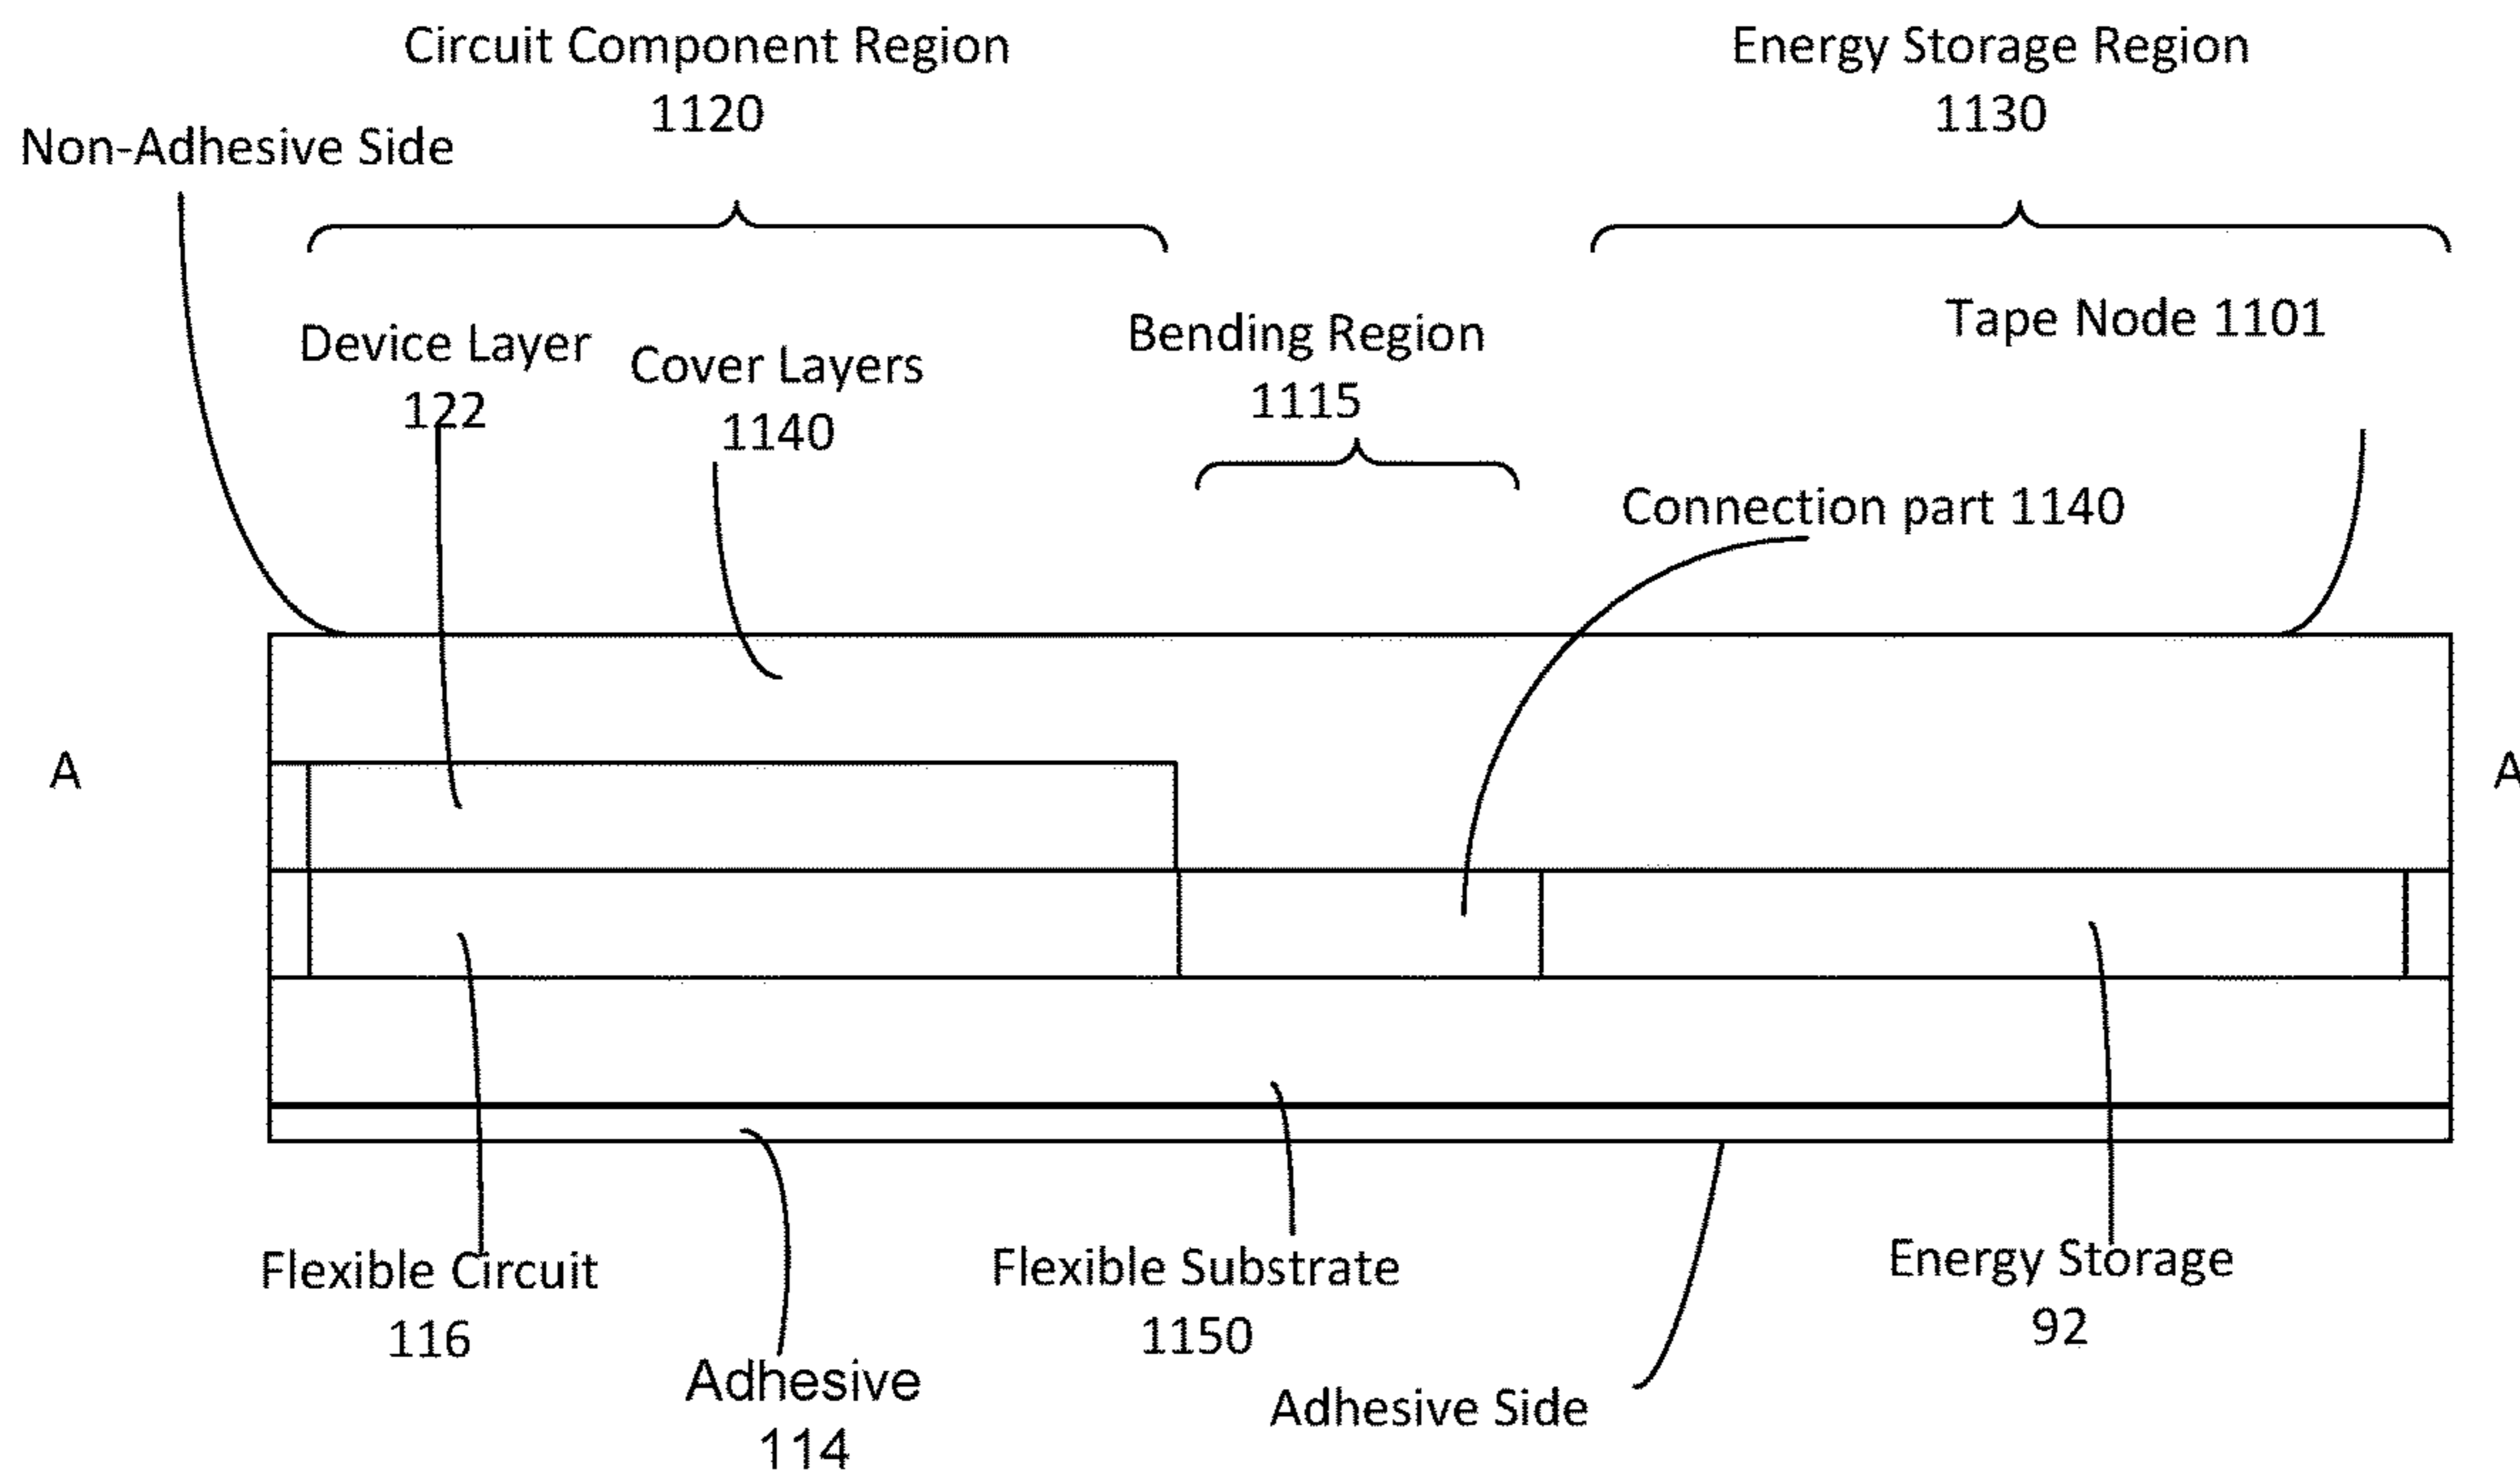 Circuit Component Region
1120
Energy Storage Region
1130
Non-Adhesive Side
Device Layer
122
Cover Layers
1140
Bending Region
1115
Tape Node 1101
Connection part 1140
A
A
Flexible Circuit
116
Adhesive
114
Flexible Substrate
1150
Adhesive Side
Energy Storage
92